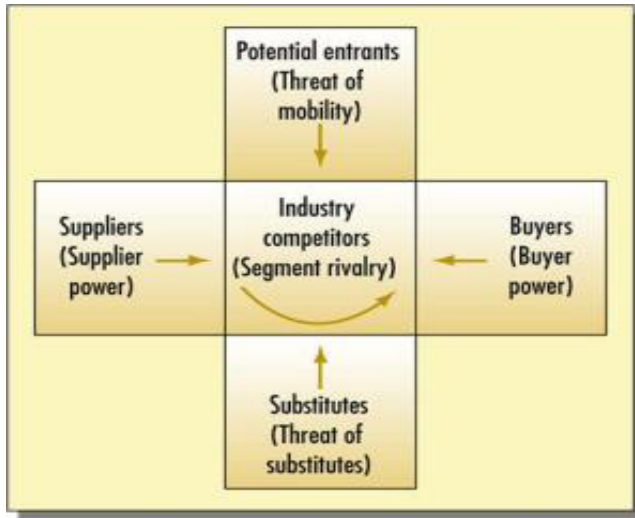 Potential entrants
(Threat of
mobility)
Suppliers
(Supplier
power)
Industry
competitors
(Segment rivalry)
Buyers
(Buyer
power)
Substitutes
(Threat of
substitutes)